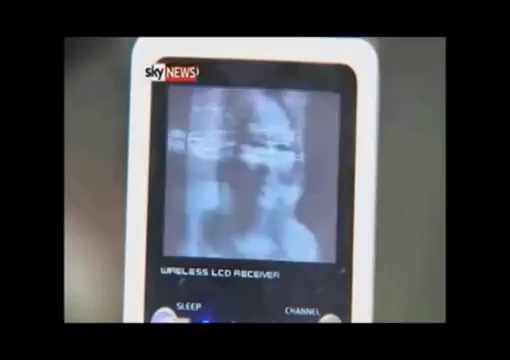 sky NEWS
WIRELESS LCD RECEIVER
SLEEP
CHANNEL